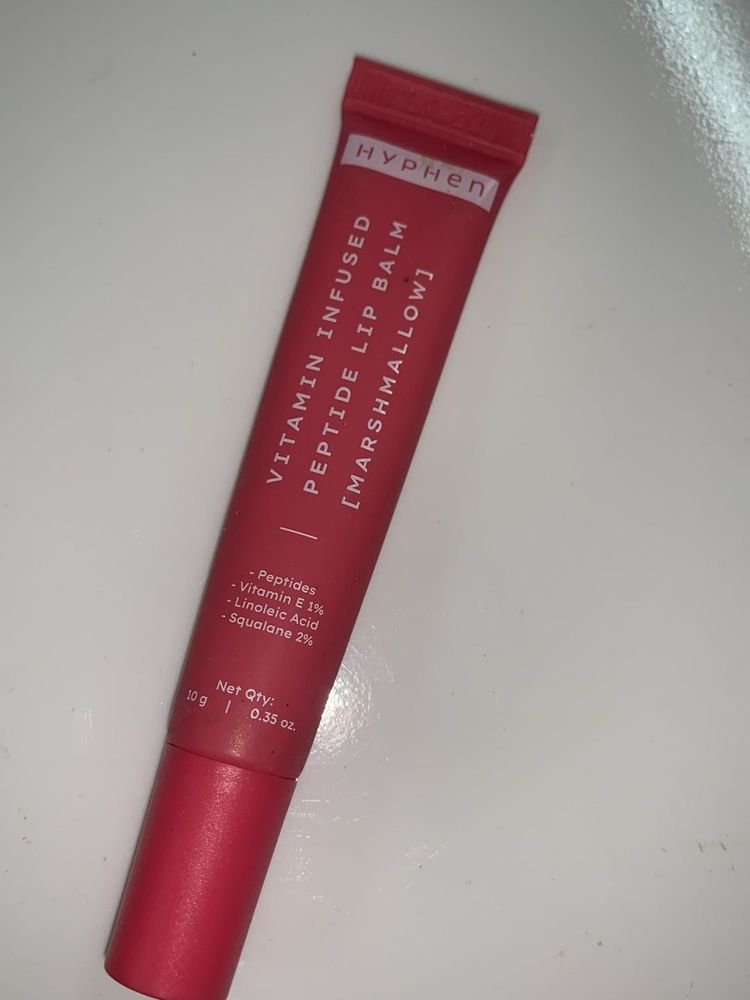 HYPHen
VITAMIN INFUSED
PEPTIDE LIP BALM
[MARSHMALLOW]
- Peptides
- Vitamin E 1%
- Linoleic Acid
- Squalane 2%
Net Qty:
10 g | 0.35 oz.